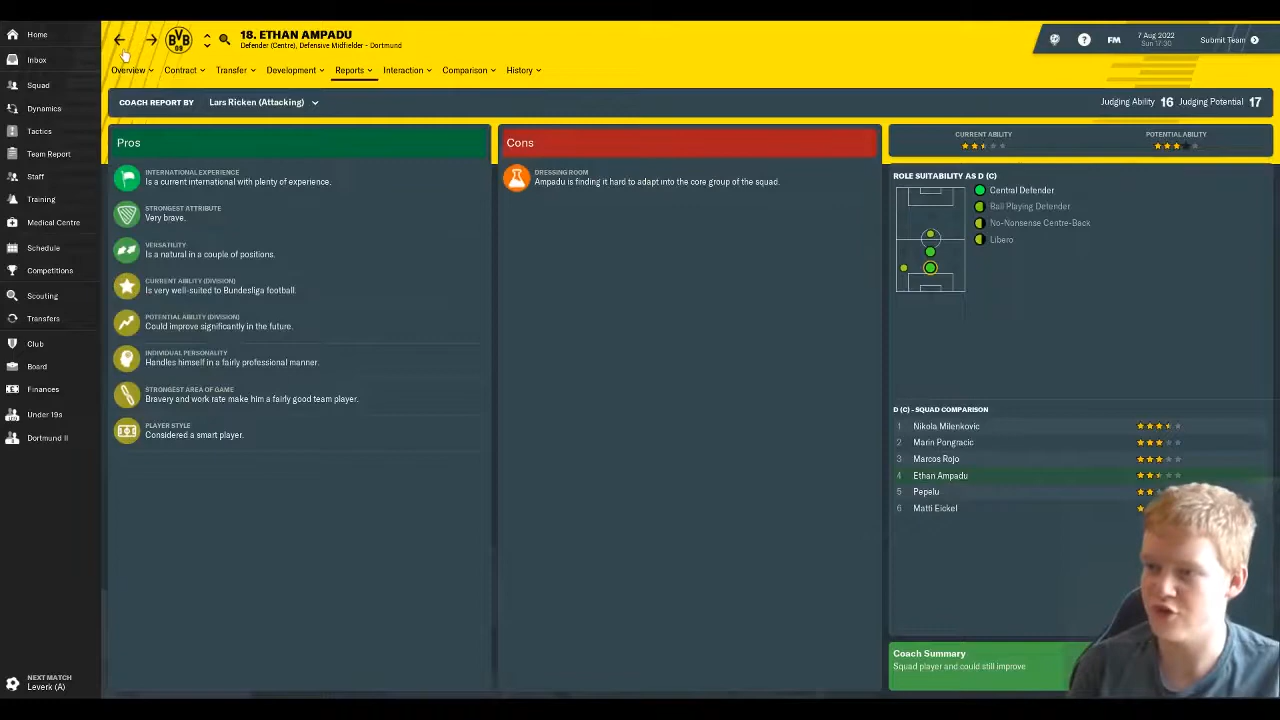 Home
Inbox
Squad
Dynamics
Tactics
Team Report
Staff
Training
Medical Centre
Schedule
Competitions
Scouting
Transfers
Club
Board
Finances
Under 19s
Dortmund II
NEXT MATCH
Leverk (A)
BVB
09
18. ETHAN AMPADU
Defender (Centre), Defensive Midfielder - Dortmund
? FM 7 Aug 2022
Sun 17:30
Submit Team
Overview Contract Transfer Development Reports Interaction Comparison History
COACH REPORT BY Lars Ricken (Attacking) Judging Ability 16 Judging Potential 17
Pros
INTERNATIONAL EXPERIENCE
Is a current international with plenty of experience.
STRONGEST ATTRIBUTE
Very brave.
VERSATILITY
Is a natural in a couple of positions.
CURRENT ABILITY (DIVISION)
Is very well-suited to Bundesliga football.
POTENTIAL ABILITY (DIVISION)
Could improve significantly in the future.
INDIVIDUAL PERSONALITY
Handles himself in a fairly professional manner.
STRONGEST AREA OF GAME
Bravery and work rate make him a fairly good team player.
PLAYER STYLE
Considered a smart player.
Cons
DRESSING ROOM
Ampadu is finding it hard to adapt into the core group of the squad.
CURRENT ABILITY POTENTIAL ABILITY
ROLE SUITABILITY AS D (C)
Central Defender
Ball Playing Defender
No-Nonsense Centre-Back
Libero
D (C) - SQUAD COMPARISON
1 Nikola Milenkovic
2 Marin Pongracic
3 Marcos Rojo
4 Ethan Ampadu
5 Pepelu
6 Matti Eickel
Coach Summary
Squad player and could still improve